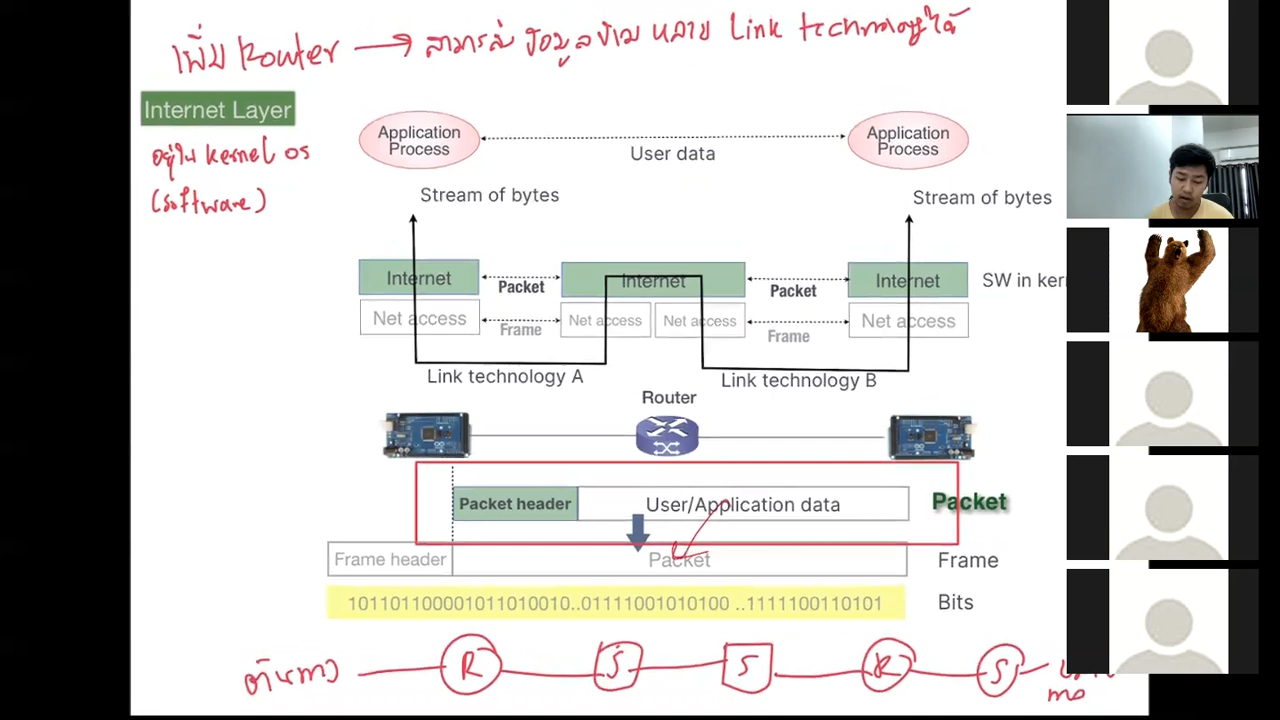 เพิ่ม Router → สามารถส่งข้อมูลข้ามหลาย Link technology ได้
Internet Layer
อยู่ใน kernel os
(software)
Application Process
Application Process
User data
Stream of bytes
Stream of bytes
Internet
Packet
Internet
Packet
Internet
SW in ker
Net access
Frame
Net access
Net access
Frame
Net access
Link technology A
Link technology B
Router
Packet header
User/Application data
Packet
Frame header
Packet
Frame
10110110000101101 0010..01111001010100 ..1111100110101
Bits
ต้นทาง
R
S
S
R
S